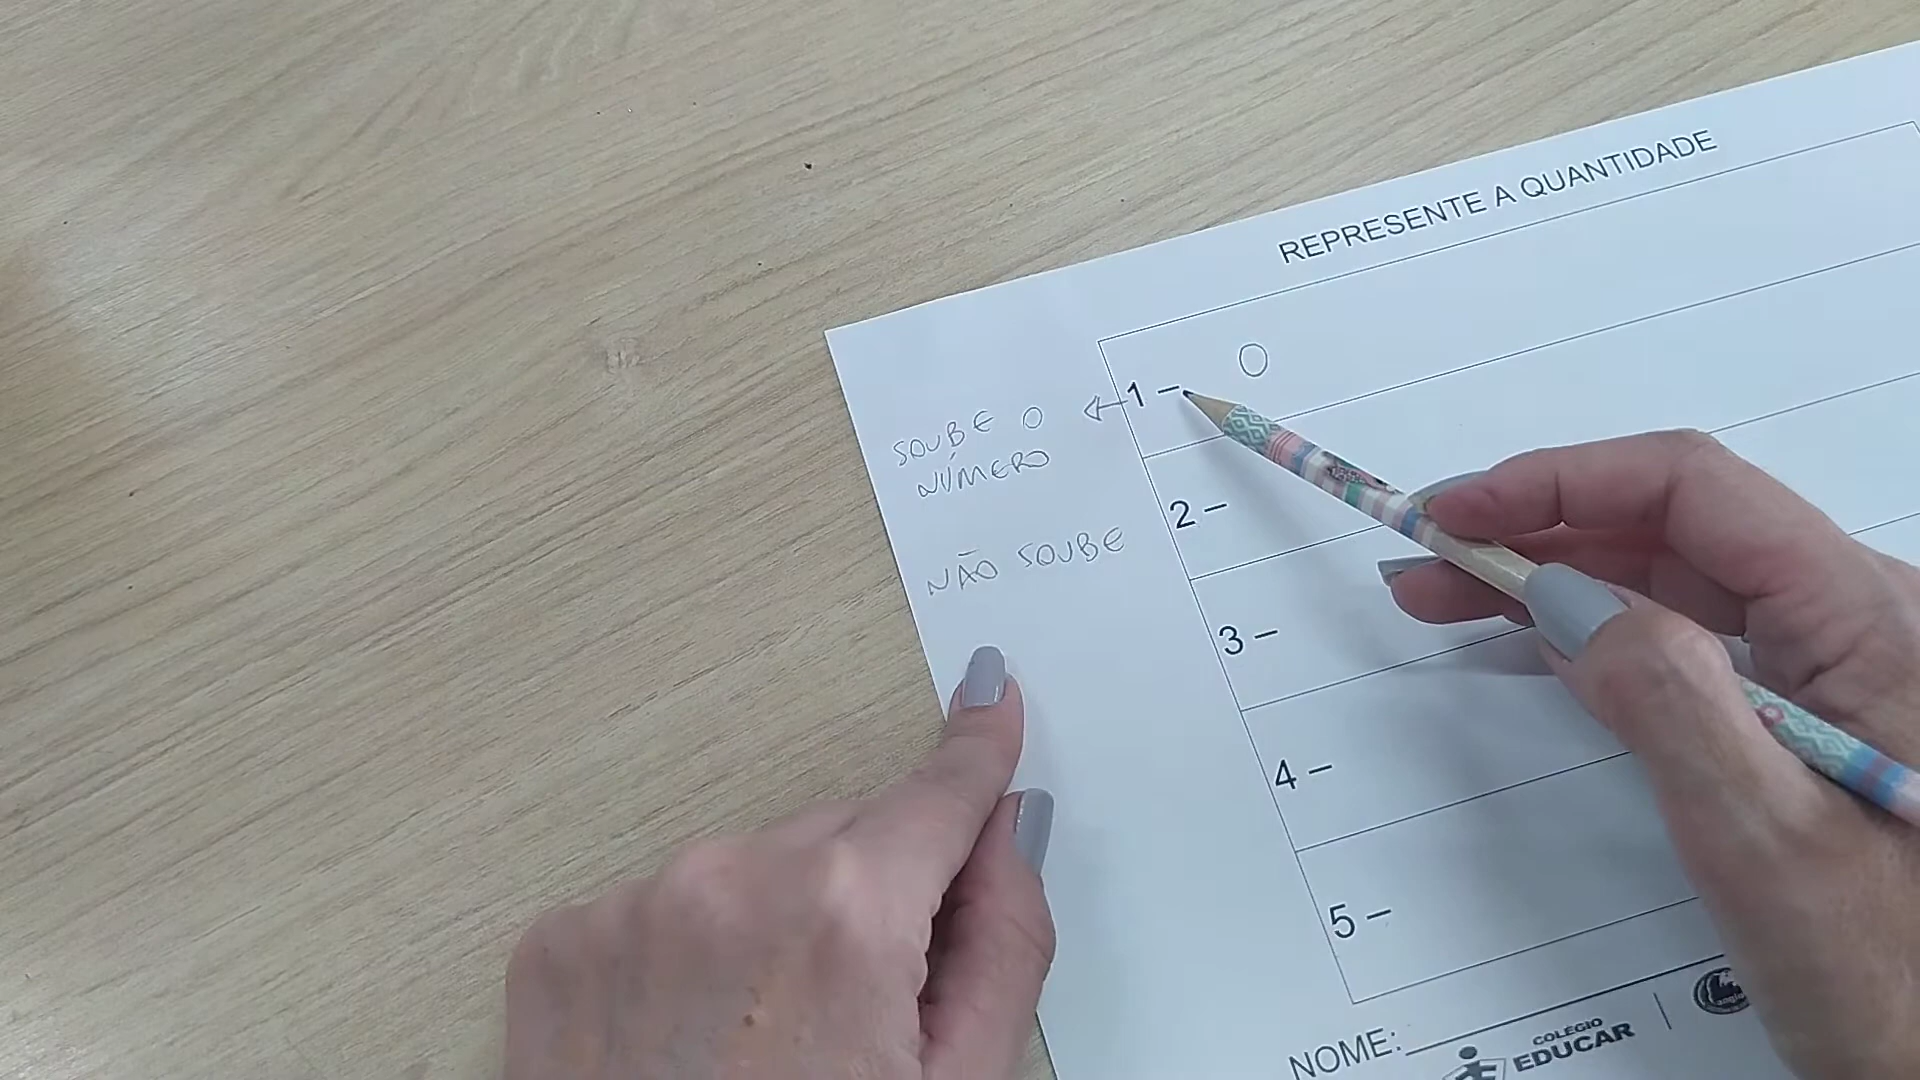 REPRESENTE A QUANTIDADE
1 – O
SOUBE O
NÚMERO
2 –
NÃO SOUBE
3 –
4 –
5 –
NOME:
COLÉGIO
EDUCAR